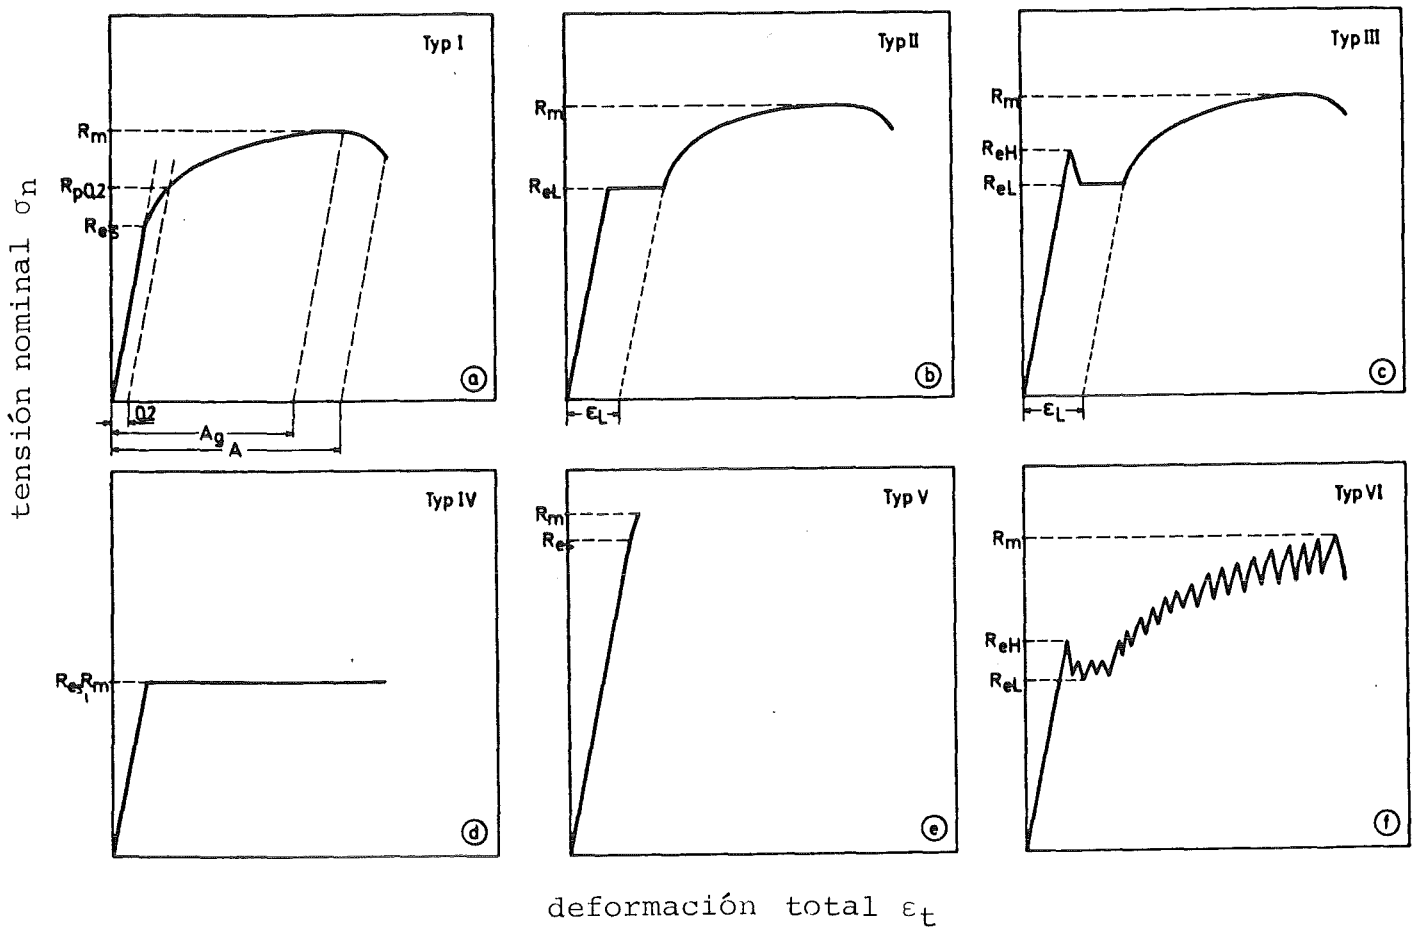 tensión nominal σn
Typ I
Rm
Rp0.2
Res
0.2
Ag
A
a
Typ II
Rm
ReL
εL
b
Typ III
Rm
ReH
ReL
εL
c
Typ IV
Res, Rm
d
Typ V
Rm
Res
e
Typ VI
Rm
ReH
ReL
f
deformación total εt